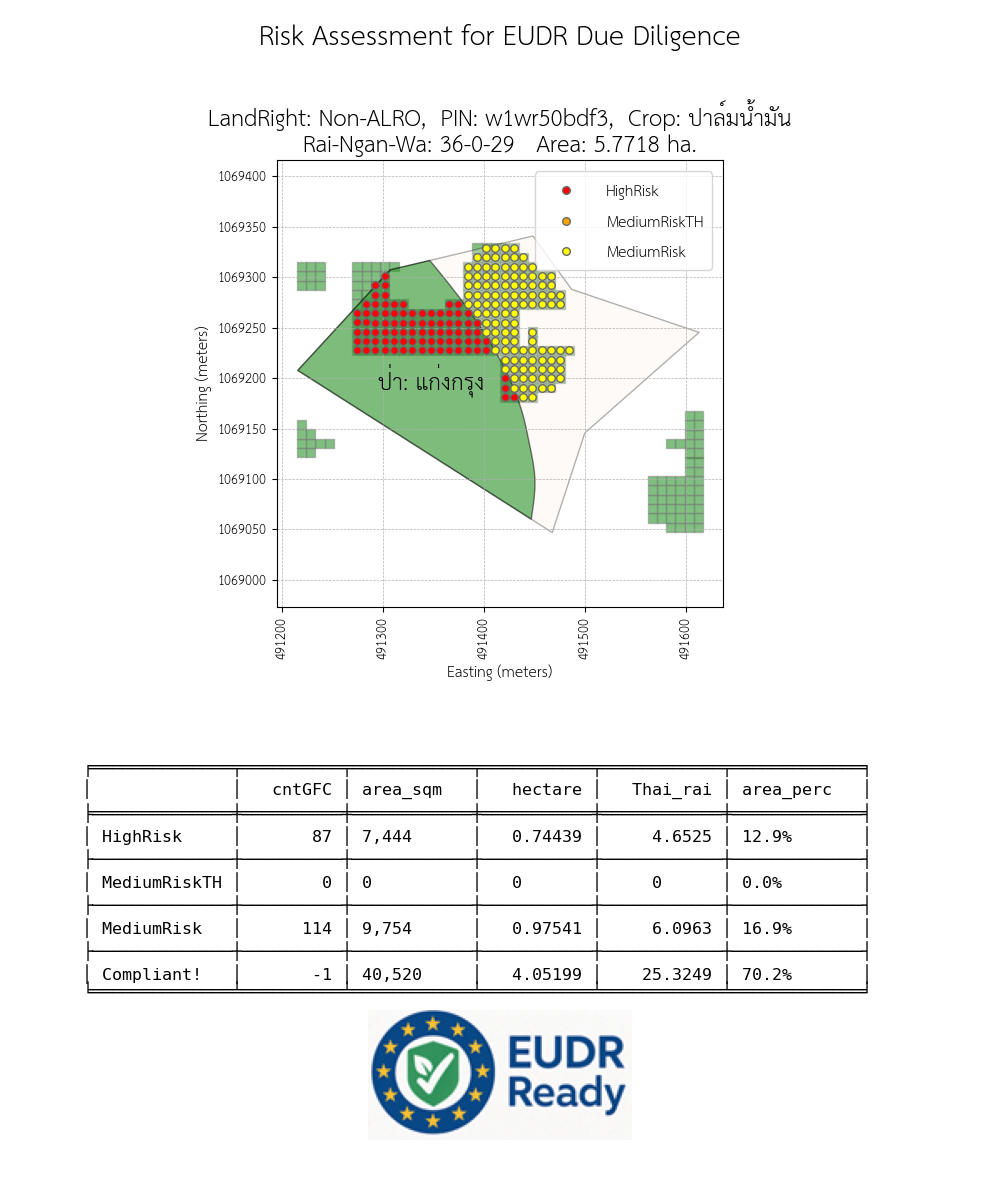 Risk Assessment for EUDR Due Diligence
LandRight: Non-ALRO,  PIN: w1wr50bdf3,  Crop: ปาล์มน้ำมัน
Rai-Ngan-Wa: 36-0-29   Area: 5.7718 ha.
HighRisk
MediumRiskTH
MediumRisk
1069400
1069350
1069300
1069250
1069200
1069150
1069100
1069050
1069000
Northing (meters)
ป่า: แก่งกรุง
491200
491300
491400
491500
491600
Easting (meters)
cntGFC area_sqm hectare Thai_rai area_perc
HighRisk 87 7,444 0.74439 4.6525 12.9%
MediumRiskTH 0 0 0 0 0.0%
MediumRisk 114 9,754 0.97541 6.0963 16.9%
Compliant! -1 40,520 4.05199 25.3249 70.2%
EUDR
Ready